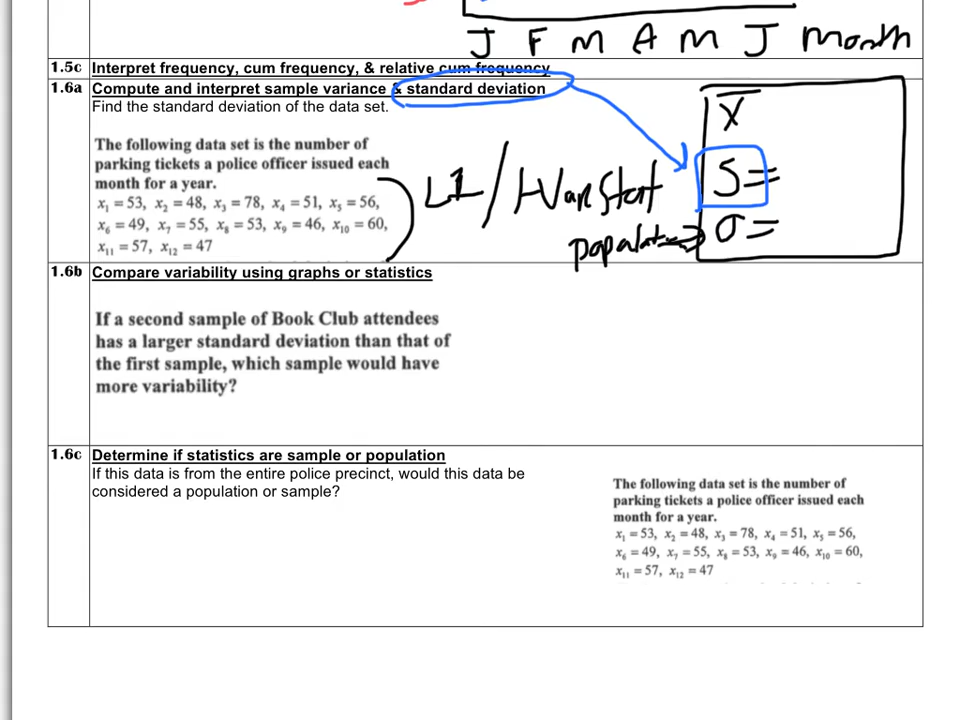 J F M A M J Month
1.5c Interpret frequency, cum frequency, & relative cum frequency
1.6a Compute and interpret sample variance & standard deviation
Find the standard deviation of the data set.
The following data set is the number of
parking tickets a police officer issued each
month for a year.
x₁ = 53, x₂ = 48, x₃ = 78, x₄ = 51, x₅ = 56,
x₆ = 49, x₇ = 55, x₈ = 53, x₉ = 46, x₁₀ = 60,
x₁₁ = 57, x₁₂ = 47
L1 / 1-Var Stat
population
x̅
S=
σ=
1.6b Compare variability using graphs or statistics
If a second sample of Book Club attendees
has a larger standard deviation than that of
the first sample, which sample would have
more variability?
1.6c Determine if statistics are sample or population
If this data is from the entire police precinct, would this data be
considered a population or sample?
The following data set is the number of
parking tickets a police officer issued each
month for a year.
x₁ = 53, x₂ = 48, x₃ = 78, x₄ = 51, x₅ = 56,
x₆ = 49, x₇ = 55, x₈ = 53, x₉ = 46, x₁₀ = 60,
x₁₁ = 57, x₁₂ = 47